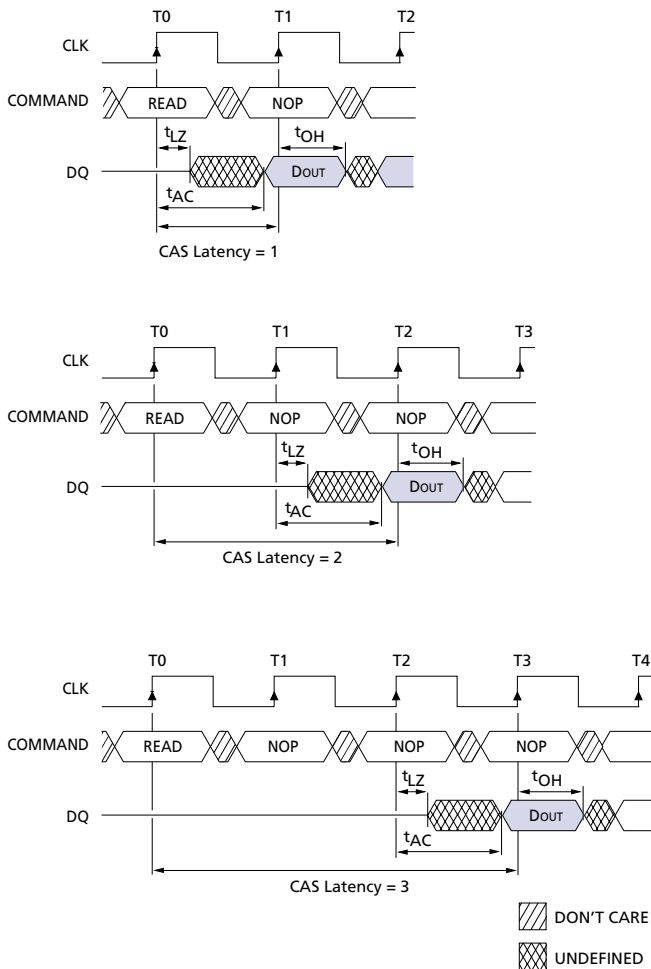 T0 T1 T2
CLK
COMMAND READ NOP
tLZ tOH
DQ DOUT
tAC
CAS Latency = 1
T0 T1 T2 T3
CLK
COMMAND READ NOP NOP
tLZ tOH
DQ DOUT
tAC
CAS Latency = 2
T0 T1 T2 T3 T4
CLK
COMMAND READ NOP NOP NOP
tLZ tOH
DQ DOUT
tAC
CAS Latency = 3
DON'T CARE
UNDEFINED